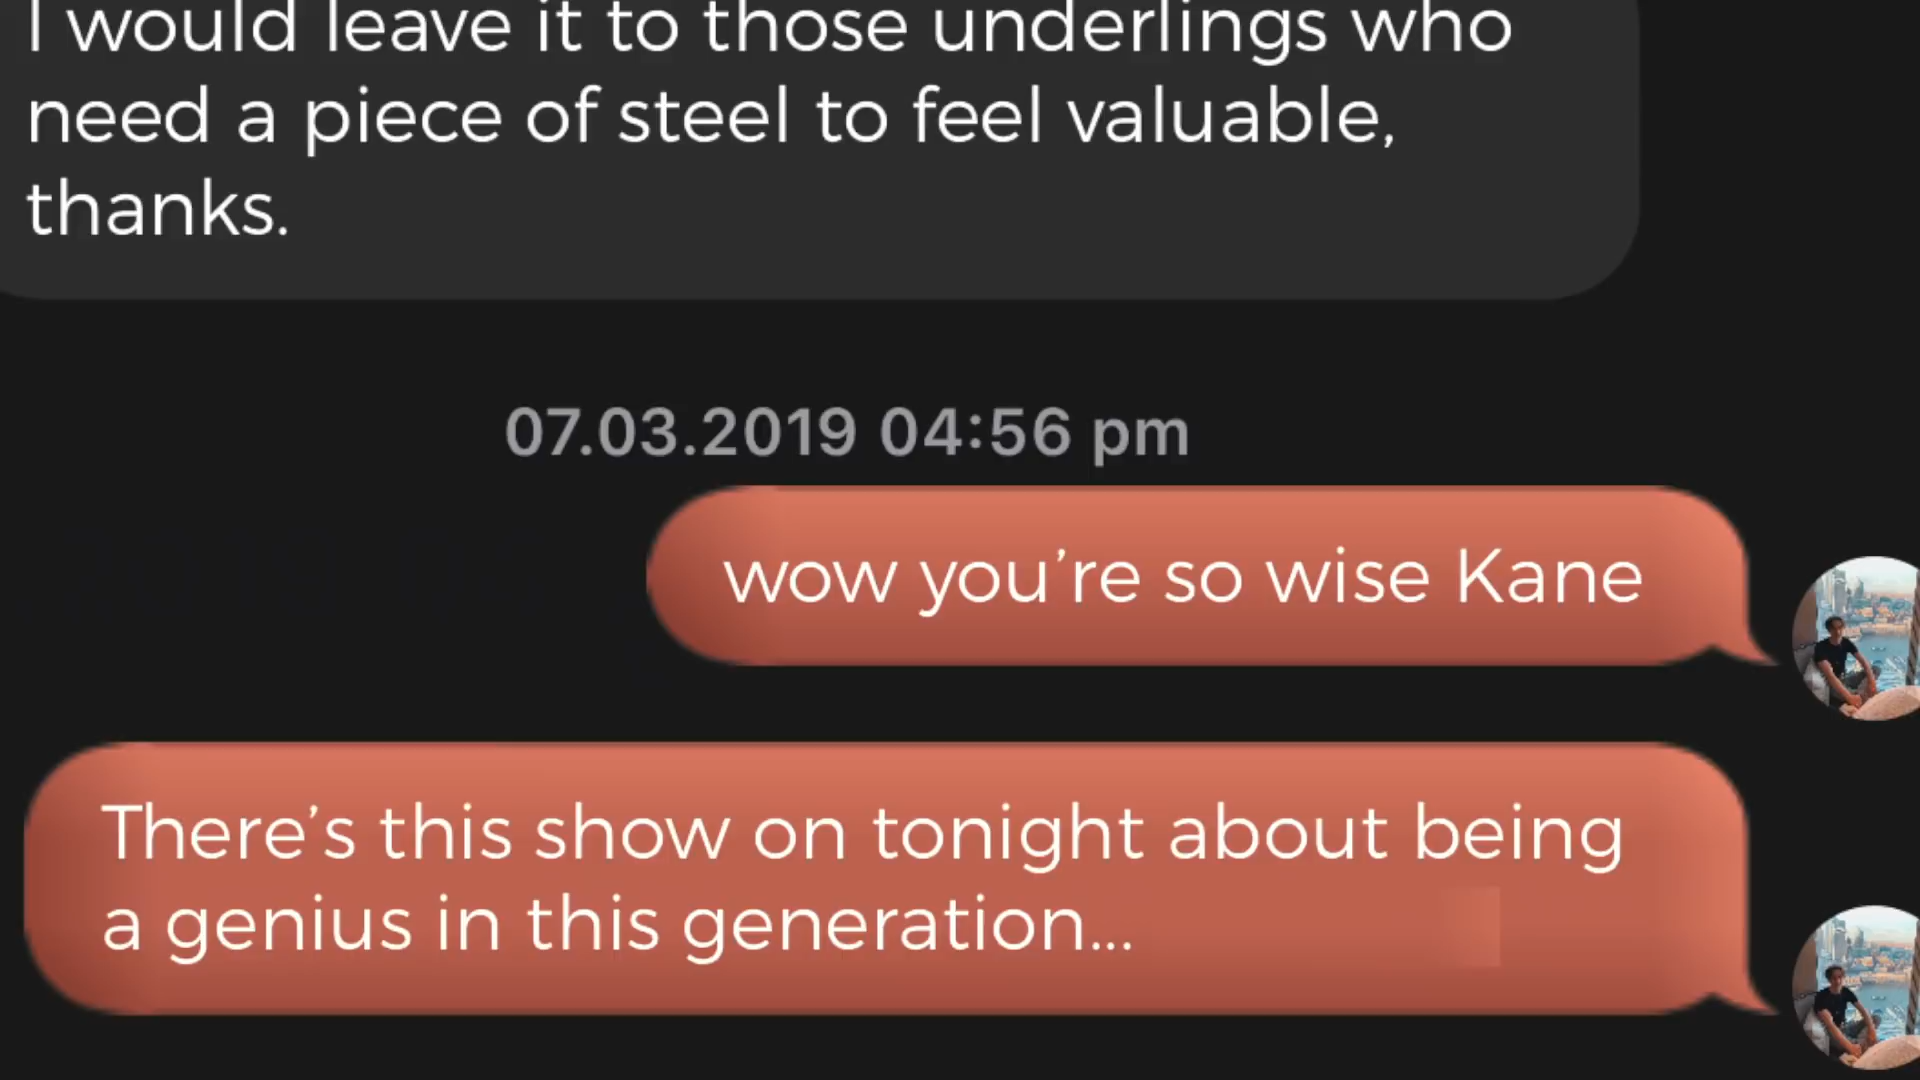 I would leave it to those underlings who
need a piece of steel to feel valuable,
thanks.
07.03.2019 04:56 pm
wow you’re so wise Kane
There’s this show on tonight about being
a genius in this generation...